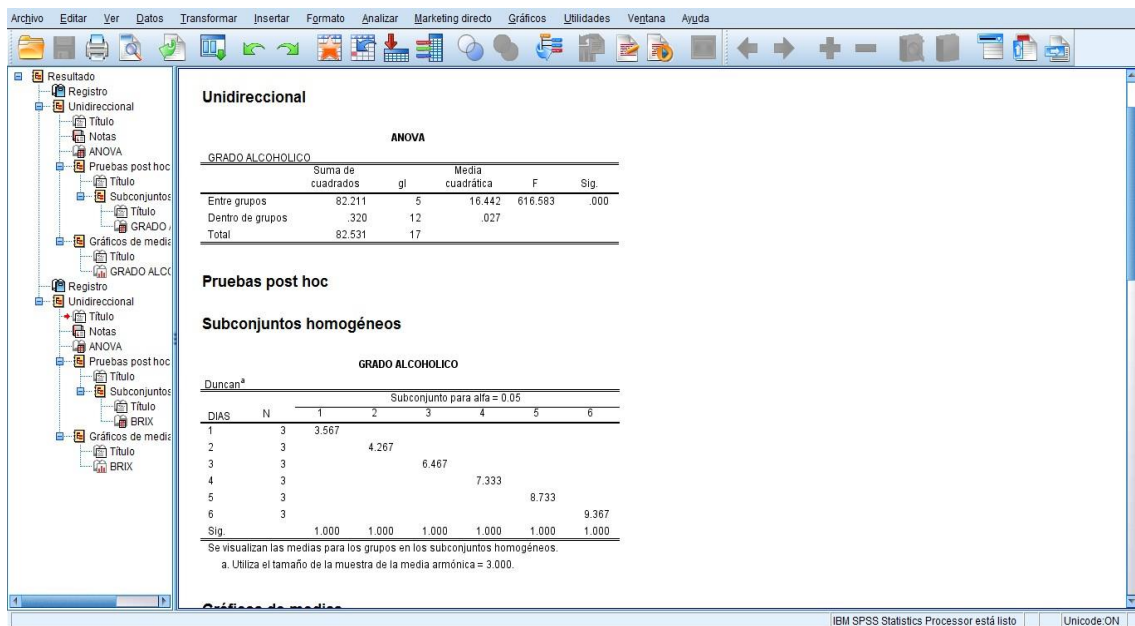 Archivo Editar Ver Datos Transformar Insertar Formato Analizar Marketing directo Gráficos Utilidades Ventana Ayuda
Resultado
Registro
Unidireccional
Título
Notas
ANOVA
Pruebas post hoc
Título
Subconjuntos
Título
GRADO
Gráficos de media
Título
GRADO ALCO
Registro
Unidireccional
Título
Notas
ANOVA
Pruebas post hoc
Título
Subconjuntos
Título
BRIX
Gráficos de media
Título
BRIX
Unidireccional
ANOVA
GRADO ALCOHOLICO
Suma de cuadrados gl Media cuadrática F Sig.
Entre grupos 82.211 5 16.442 616.583 .000
Dentro de grupos .320 12 .027
Total 82.531 17
Pruebas post hoc
Subconjuntos homogéneos
GRADO ALCOHOLICO
Duncanª
Subconjunto para alfa = 0.05
DIAS N 1 2 3 4 5 6
1 3 3.567
2 3 4.267
3 3 6.467
4 3 7.333
5 3 8.733
6 3 9.367
Sig. 1.000 1.000 1.000 1.000 1.000 1.000
Se visualizan las medias para los grupos en los subconjuntos homogéneos.
a. Utiliza el tamaño de la muestra de la media armónica = 3.000.
Gráficos de medias
IBM SPSS Statistics Processor está listo Unicode:ON